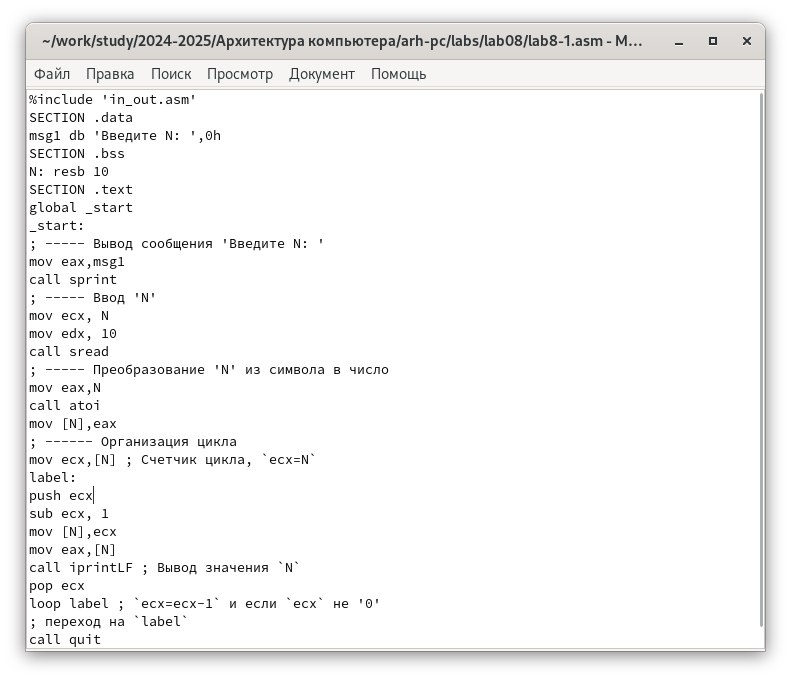 ~/work/study/2024-2025/Архитектура компьютера/arh-pc/labs/lab08/lab8-1.asm - M...
Файл Правка Поиск Просмотр Документ Помощь
%include 'in_out.asm'
SECTION .data
msg1 db 'Введите N: ',0h
SECTION .bss
N: resb 10
SECTION .text
global _start
_start:
; ----- Вывод сообщения 'Введите N: '
mov eax,msg1
call sprint
; ----- Ввод 'N'
mov ecx, N
mov edx, 10
call sread
; ----- Преобразование 'N' из символа в число
mov eax,N
call atoi
mov [N],eax
; ------ Организация цикла
mov ecx,[N] ; Счетчик цикла, `ecx=N`
label:
push ecx
sub ecx, 1
mov [N],ecx
mov eax,[N]
call iprintLF ; Вывод значения `N`
pop ecx
loop label ; `ecx=ecx-1` и если `ecx` не '0'
; переход на `label`
call quit